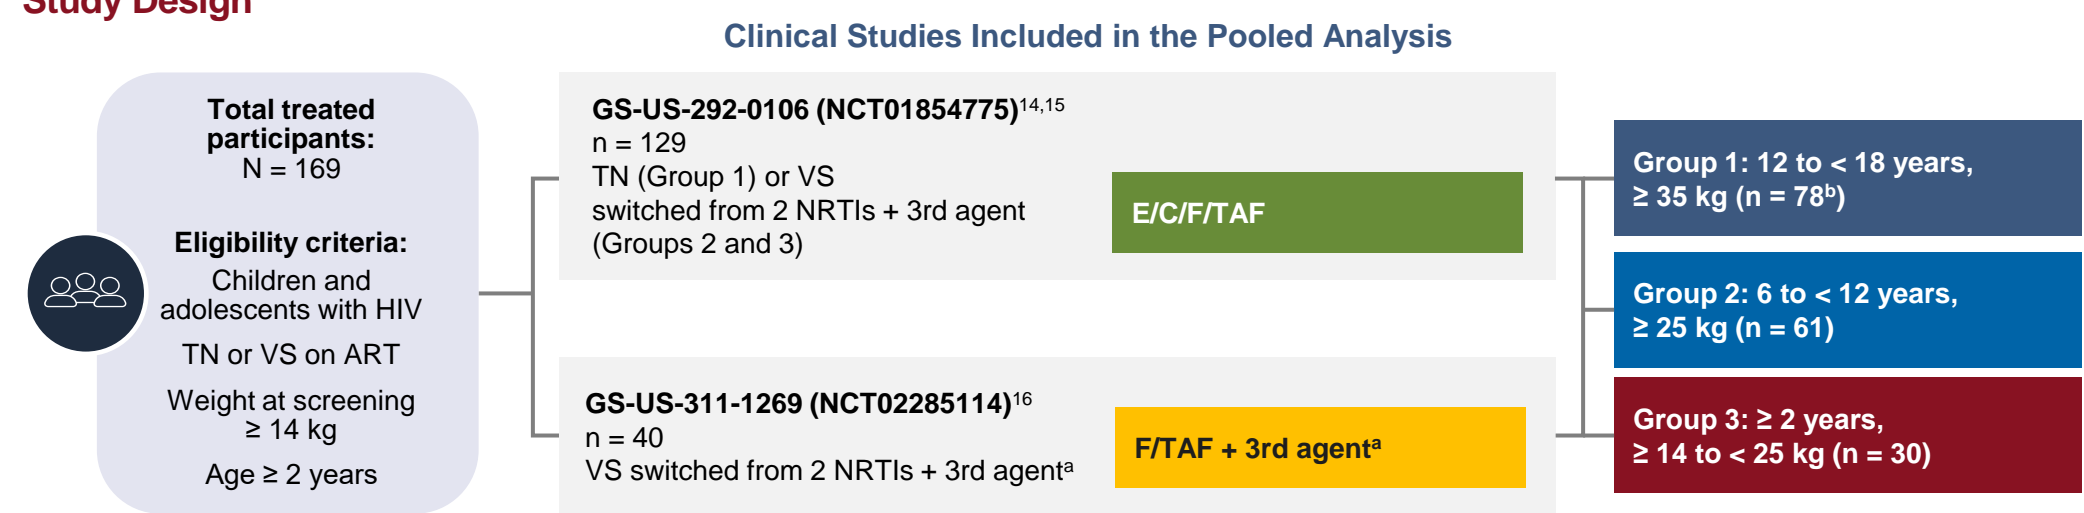 Study Design
Clinical Studies Included in the Pooled Analysis
Total treated
participants:
N = 169
Eligibility criteria:
Children and
adolescents with HIV
TN or VS on ART
Weight at screening
≥ 14 kg
Age ≥ 2 years
GS-US-292-0106 (NCT01854775)14,15
n = 129
TN (Group 1) or VS
switched from 2 NRTIs + 3rd agent
(Groups 2 and 3)
E/C/F/TAF
GS-US-311-1269 (NCT02285114)16
n = 40
VS switched from 2 NRTIs + 3rd agenta
F/TAF + 3rd agenta
Group 1: 12 to < 18 years,
≥ 35 kg (n = 78b)
Group 2: 6 to < 12 years,
≥ 25 kg (n = 61)
Group 3: ≥ 2 years,
≥ 14 to < 25 kg (n = 30)